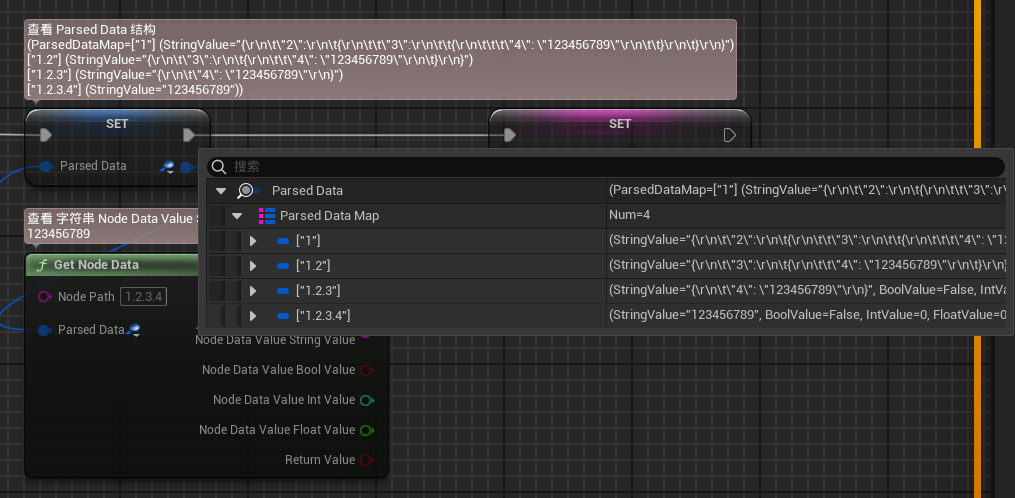 查看 Parsed Data 结构
(ParsedDataMap=["1"] (StringValue="{\r\n\t\"2\":\r\n\t{\r\n\t\t\"3\":\r\n\t\t{\r\n\t\t\t\"4\": \"123456789\"\r\n\t\t}\r\n\t}\r\n}")
["1.2"] (StringValue="{\r\n\t\"3\":\r\n\t{\r\n\t\t\"4\": \"123456789\"\r\n\t}\r\n}")
["1.2.3"] (StringValue="{\r\n\t\"4\": \"123456789\"\r\n}")
["1.2.3.4"] (StringValue="123456789"))
SET
SET
Parsed Data
搜索
Parsed Data
(ParsedDataMap=["1"] (StringValue="{\r\n\t\"2\":\r\n\t{\r\n\t\t\"3\":\r
Parsed Data Map
Num=4
["1"]
(StringValue="{\r\n\t\"2\":\r\n\t{\r\n\t\t\"3\":\r\n\t\t{\r\n\t\t\t\"4\": \"12
["1.2"]
(StringValue="{\r\n\t\"3\":\r\n\t{\r\n\t\t\"4\": \"123456789\"\r\n\t}\r\n}
["1.2.3"]
(StringValue="{\r\n\t\"4\": \"123456789\"\r\n}", BoolValue=False, IntVa
["1.2.3.4"]
(StringValue="123456789", BoolValue=False, IntValue=0, FloatValue=0
查看 字符串 Node Data Value
123456789
Get Node Data
Node Path 1.2.3.4
Parsed Data
Node Data Value String Value
Node Data Value Bool Value
Node Data Value Int Value
Node Data Value Float Value
Return Value